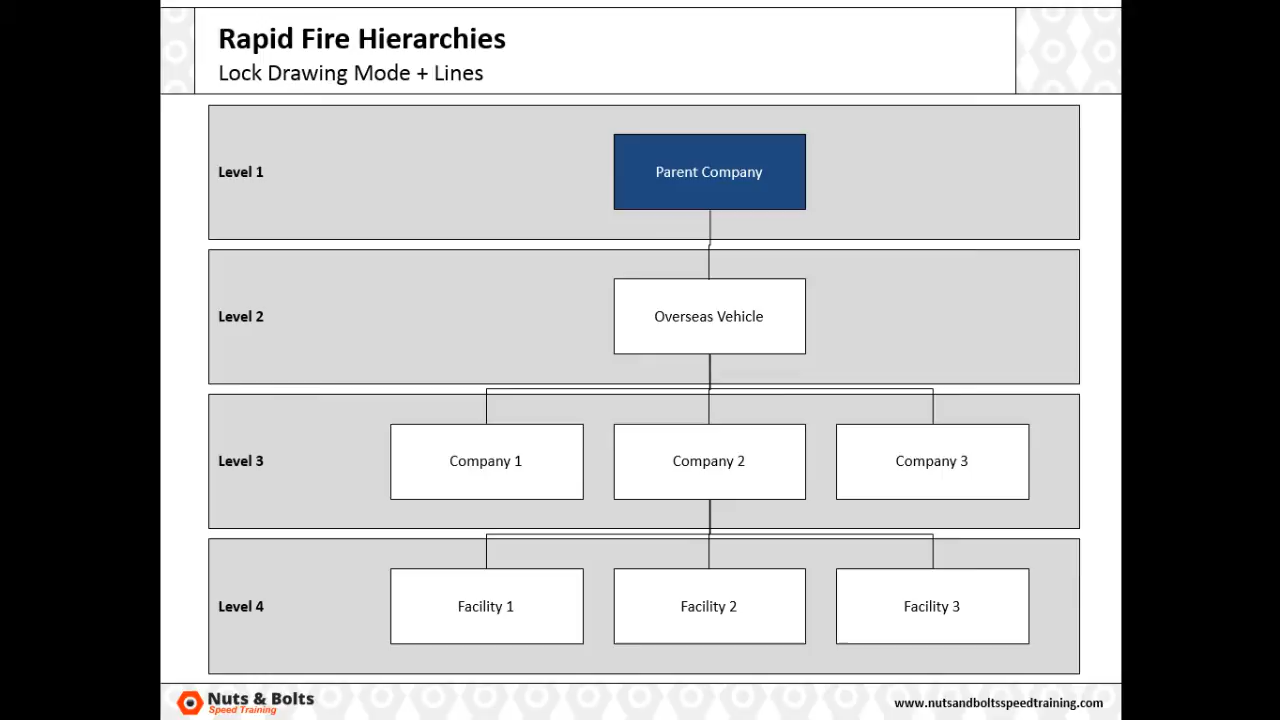 Rapid Fire Hierarchies
Lock Drawing Mode + Lines
Level 1
Parent Company
Level 2
Overseas Vehicle
Level 3
Company 1
Company 2
Company 3
Level 4
Facility 1
Facility 2
Facility 3
Nuts & Bolts
Speed Training
www.nutsandboltsspeedtraining.com